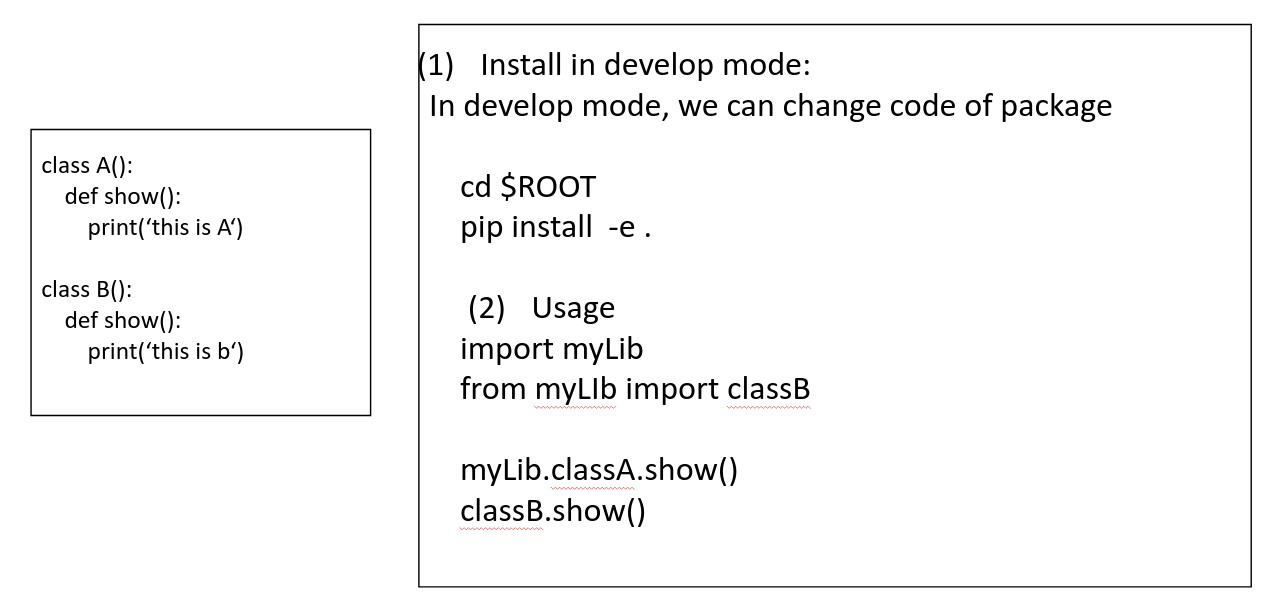 class A():
def show():
print(‘this is A‘)
class B():
def show():
print(‘this is b‘)
(1) Install in develop mode:
In develop mode, we can change code of package
cd $ROOT
pip install -e .
(2) Usage
import myLib
from myLIb import classB
myLib.classA.show()
classB.show()